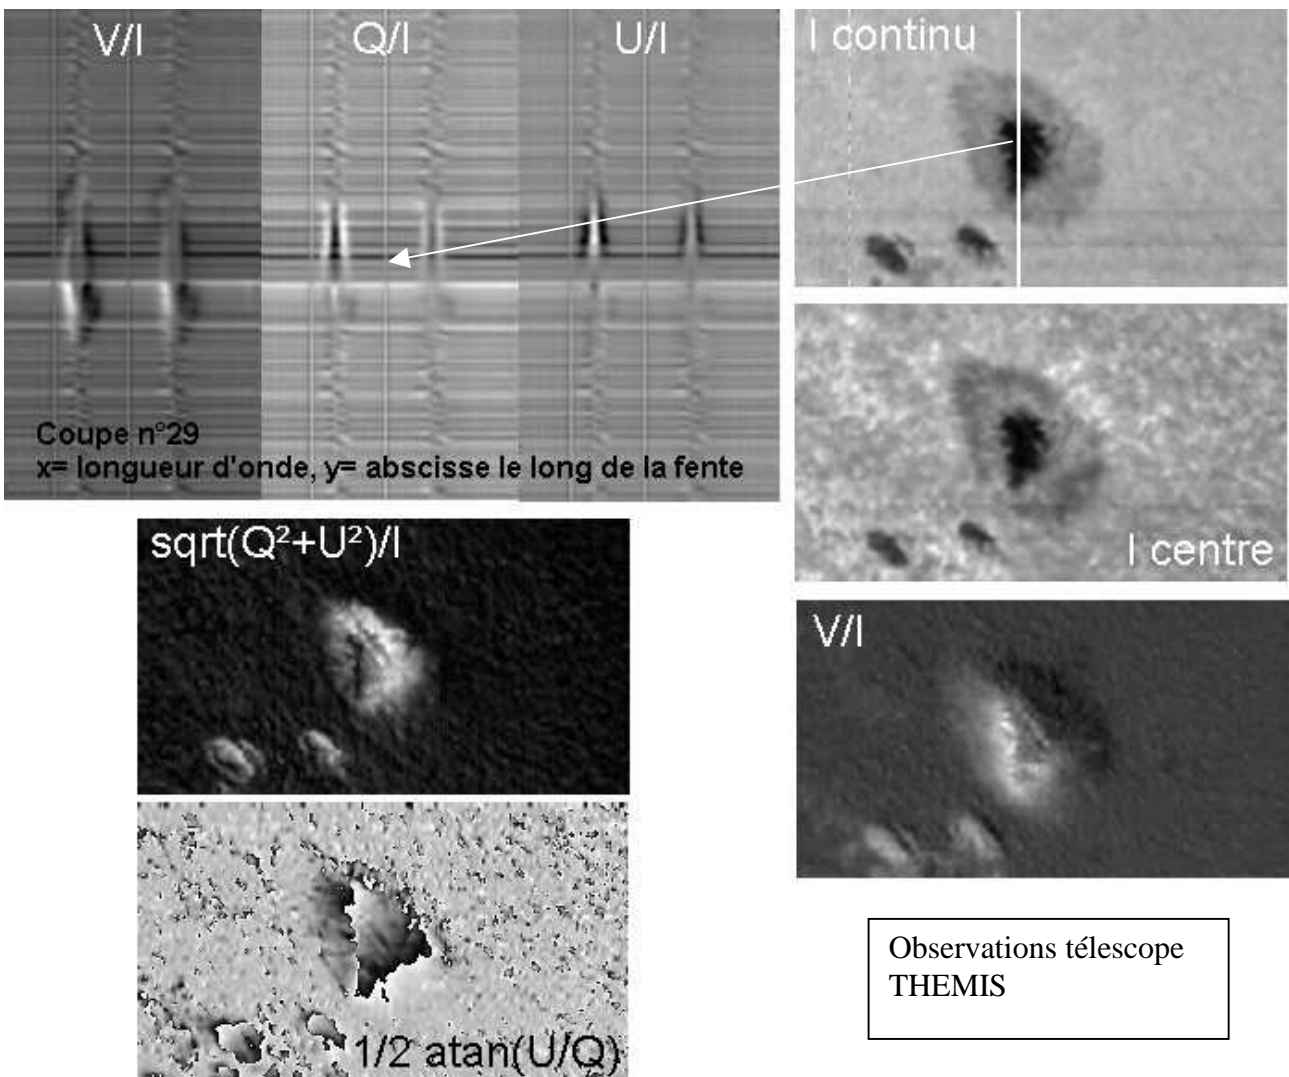 V/I
Q/I
U/I
I continu
Coupe n°29
x= longueur d'onde, y= abscisse le long de la fente
I centre
sqrt(Q²+U²)/I
V/I
1/2 atan(U/Q)
Observations télescope
THEMIS